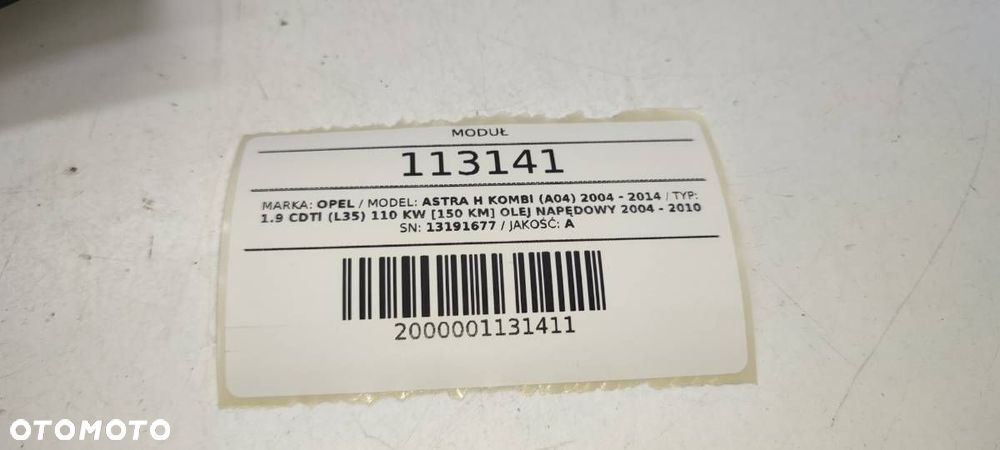 MODUŁ
113141
MARKA: OPEL / MODEL: ASTRA H KOMBI (A04) 2004 - 2014 / TYP:
1.9 CDTI (L35) 110 KW [150 KM] OLEJ NAPĘDOWY 2004 - 2010
SN: 13191677 / JAKOŚĆ: A
2000001131411
OTOMOTO